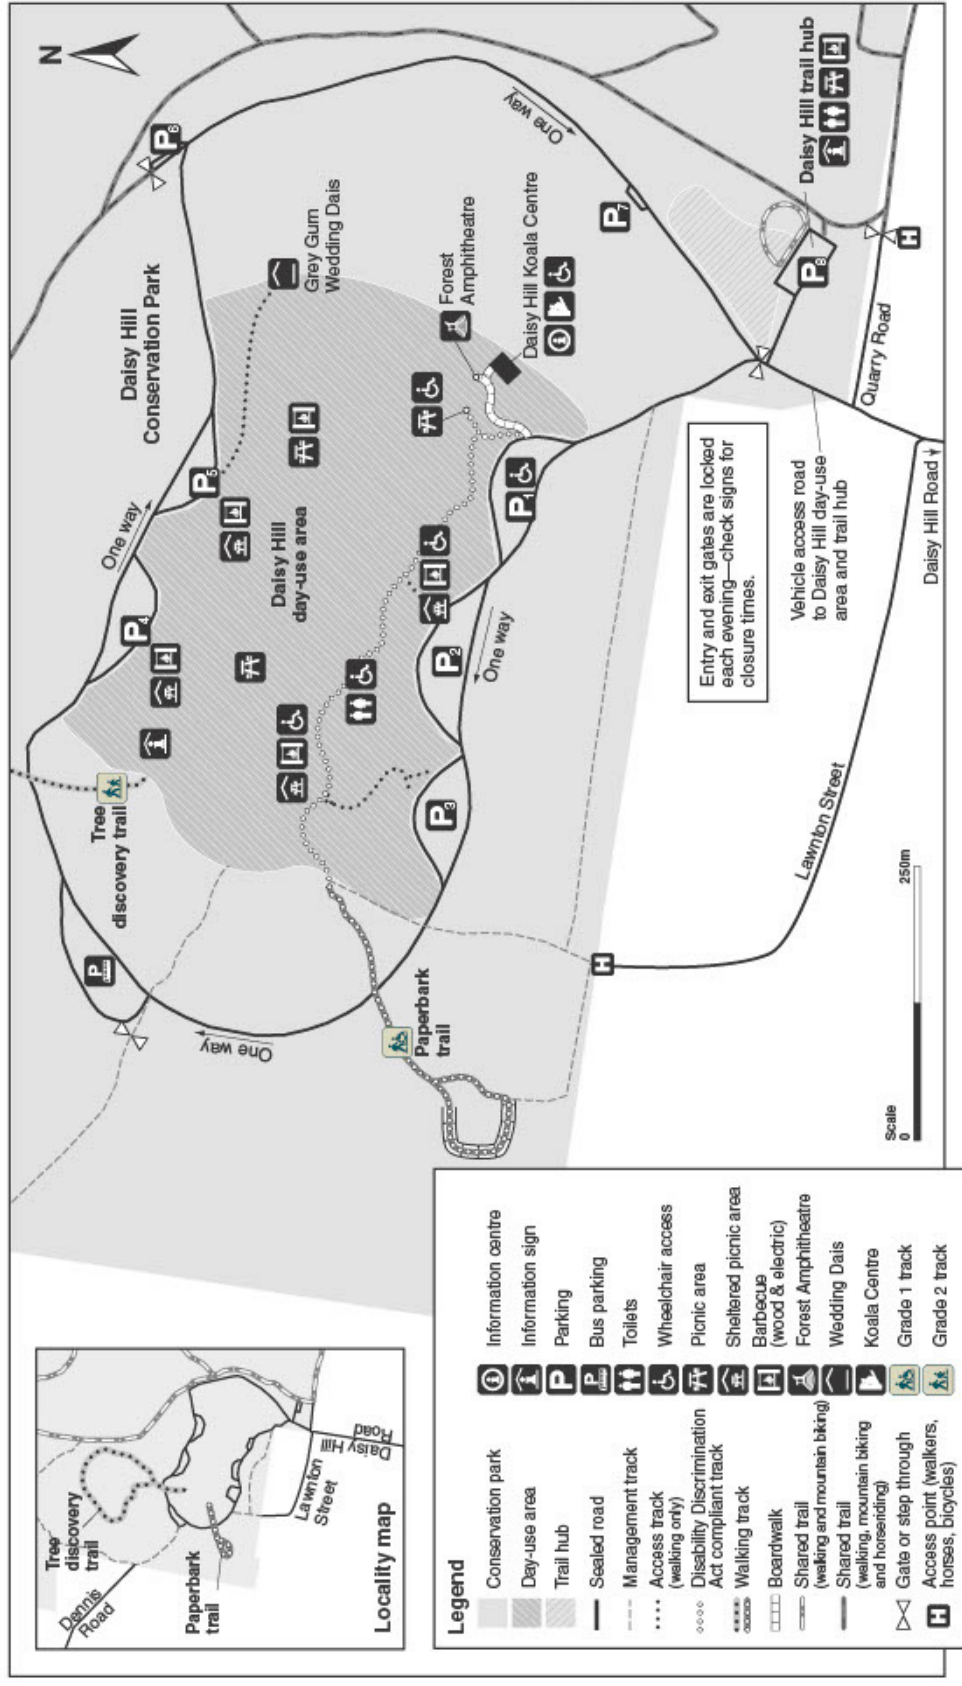 N
Daisy Hill
Conservation Park
P6
One way
Grey Gum
Wedding Dais
Forest
Amphitheatre
Daisy Hill Koala Centre
P7
Daisy Hill trail hub
P8
H
Quarry Road
One way
P5
P4
Daisy Hill
day-use area
P1
P2
One way
P3
Tree
discovery trail
P
One way
Paperbark
trail
Entry and exit gates are locked
each evening—check signs for
closure times.
Vehicle access road
to Daisy Hill day-use
area and trail hub
Daisy Hill Road
Lawnton Street
H
Scale
0
250m
Tree
discovery
trail
Dennis
Road
Paperbark
trail
Lawnton
Street
Daisy Hill
Road
Locality map
Legend
Conservation park
Day-use area
Trail hub
Sealed road
Management track
Access track
(walking only)
Disability Discrimination
Act compliant track
Walking track
Boardwalk
Shared trail
(walking and mountain biking)
Shared trail
(walking, mountain biking
and horseriding)
Gate or step through
H
Access point (walkers,
horses, bicycles)
Information centre
Information sign
P
Parking
P
Bus parking
Toilets
Wheelchair access
Picnic area
Sheltered picnic area
Barbecue
(wood & electric)
Forest Amphitheatre
Wedding Dais
Koala Centre
Grade 1 track
Grade 2 track